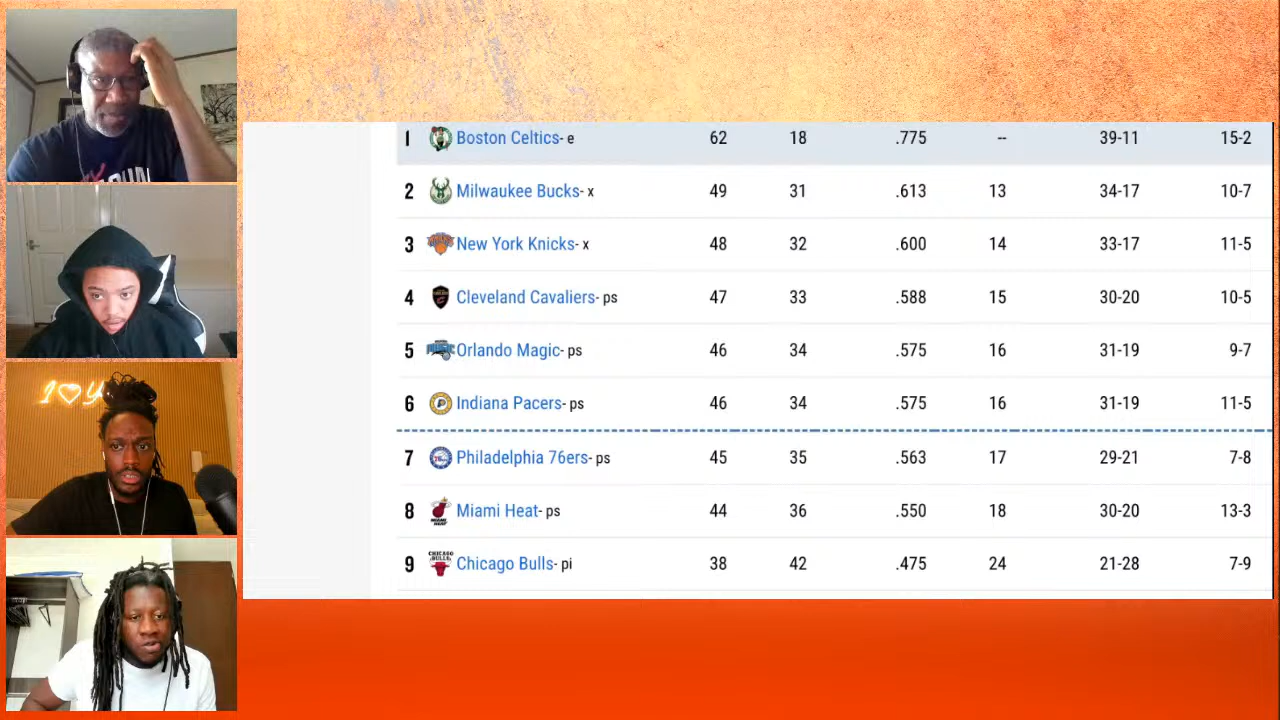 1 Boston Celtics- e 62 18 .775 -- 39-11 15-2
2 Milwaukee Bucks- x 49 31 .613 13 34-17 10-7
3 New York Knicks- x 48 32 .600 14 33-17 11-5
4 Cleveland Cavaliers- ps 47 33 .588 15 30-20 10-5
5 Orlando Magic- ps 46 34 .575 16 31-19 9-7
6 Indiana Pacers- ps 46 34 .575 16 31-19 11-5
7 Philadelphia 76ers- ps 45 35 .563 17 29-21 7-8
8 Miami Heat- ps 44 36 .550 18 30-20 13-3
CHICAGO
BULLS
9 Chicago Bulls- pi 38 42 .475 24 21-28 7-9